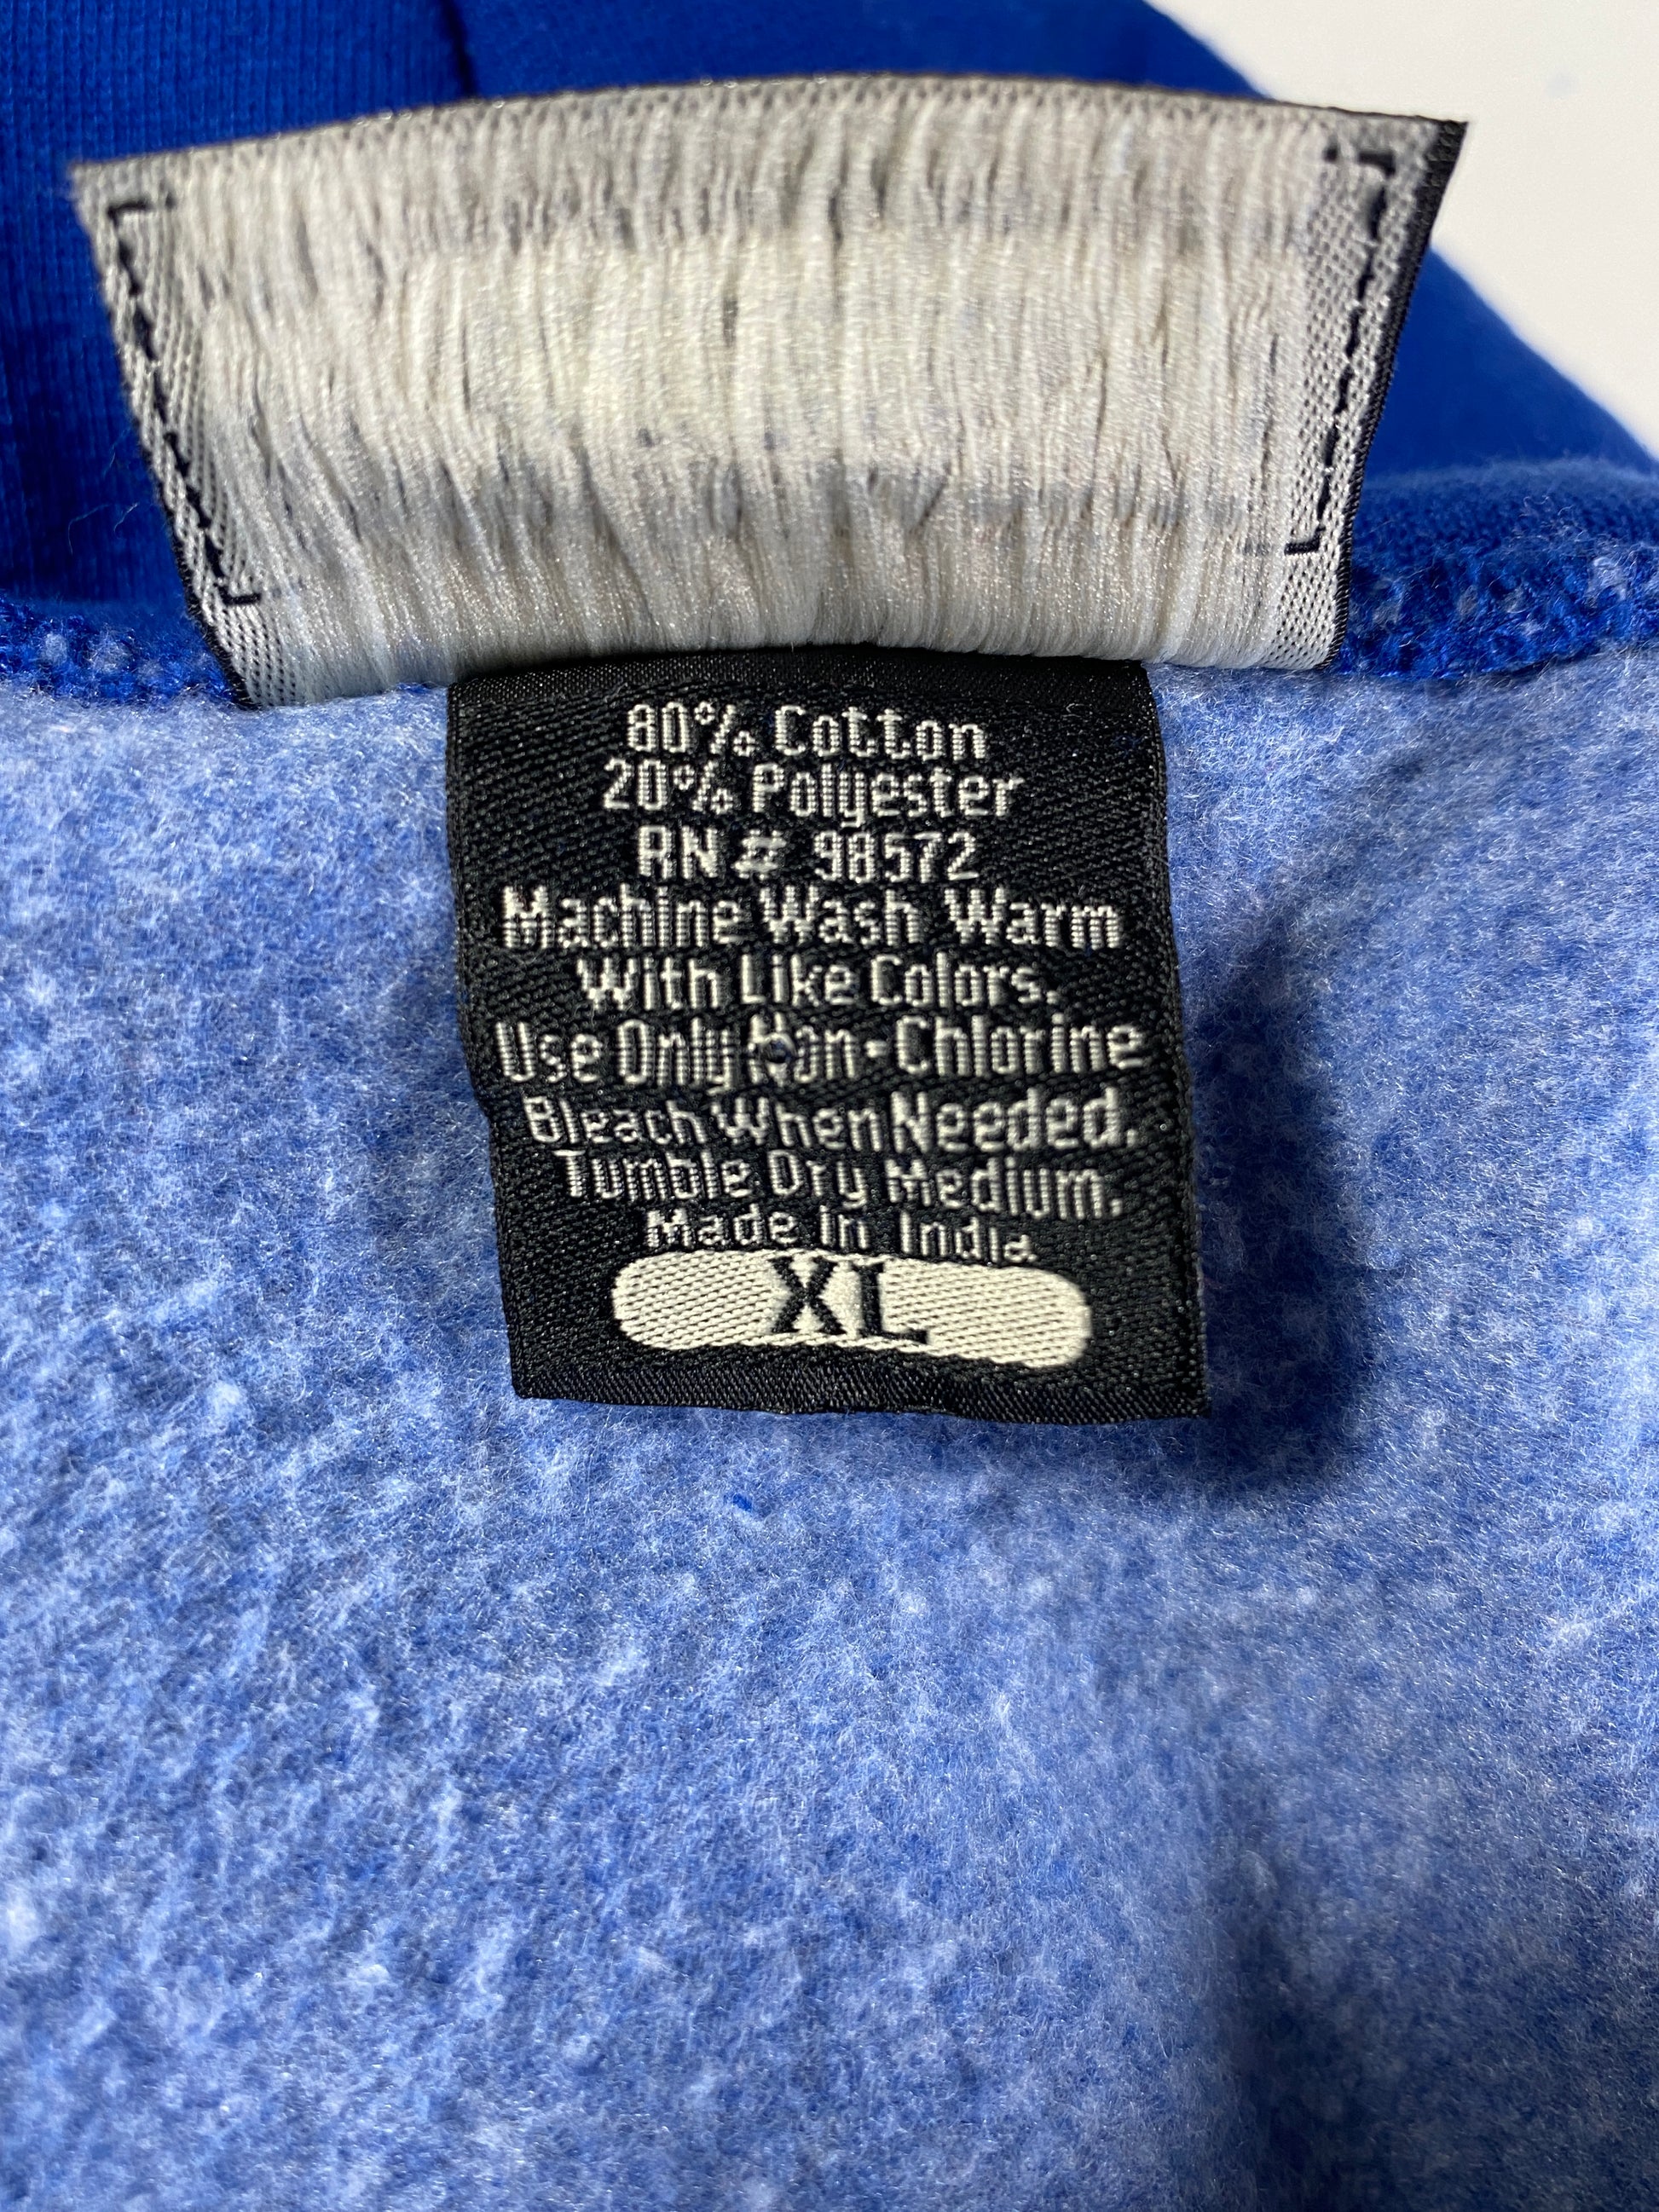 80% Cotton
20% Polyester
RN # 98572
Machine Wash Warm
With Like Colors.
Use Only Non-Chlorine
Bleach When Needed.
Tumble Dry Medium.
Made In India
XL